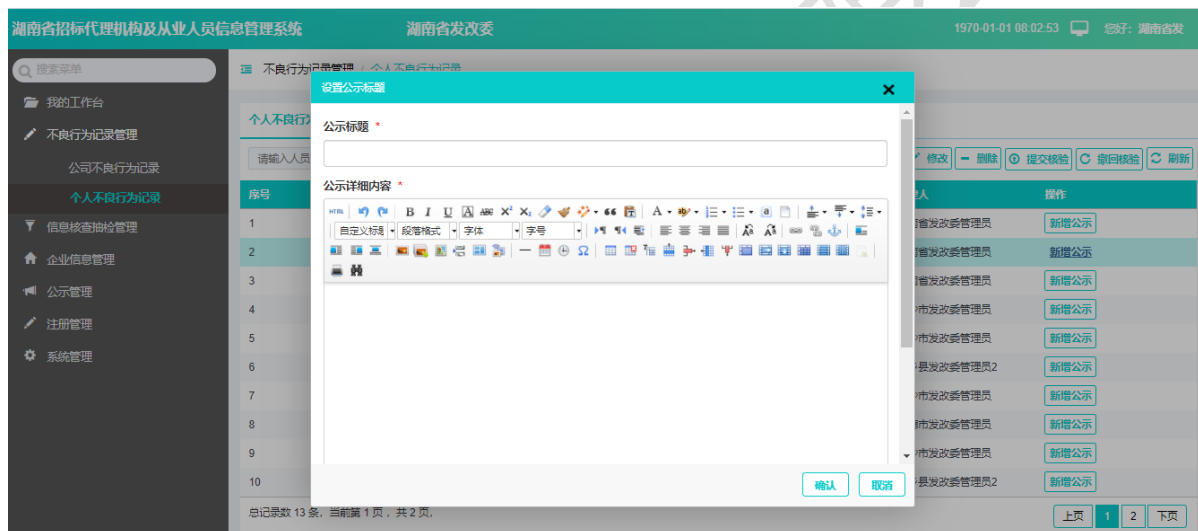 湖南省招标代理机构及从业人员信息管理系统 湖南省发改委 1970-01-01 08:02:53 您好: 湖南省发
搜索菜单
我的工作台
不良行为记录管理
公司不良行为记录
个人不良行为记录
信息核查抽检管理
企业信息管理
公示管理
注册管理
系统管理
不良行为记录管理 / 个人不良行为记录
个人不良行为
请输入人员
修改 删除 提交核验 撤回核验 刷新
序号 人 操作
1 省发改委管理员 新增公示
2 省发改委管理员 新增公示
3 省发改委管理员 新增公示
4 市发改委管理员 新增公示
5 市发改委管理员 新增公示
6 县发改委管理员2 新增公示
7 市发改委管理员 新增公示
8 市发改委管理员 新增公示
9 市发改委管理员 新增公示
10 县发改委管理员2 新增公示
总记录数 13 条, 当前第 1 页, 共 2 页,
上页 1 2 下页
设置公示标题 ×
公示标题 *
公示详细内容 *
HTML B I U A ABC X² X₂ A
自定义标题 段落格式 字体 字号
Ω
确认 取消